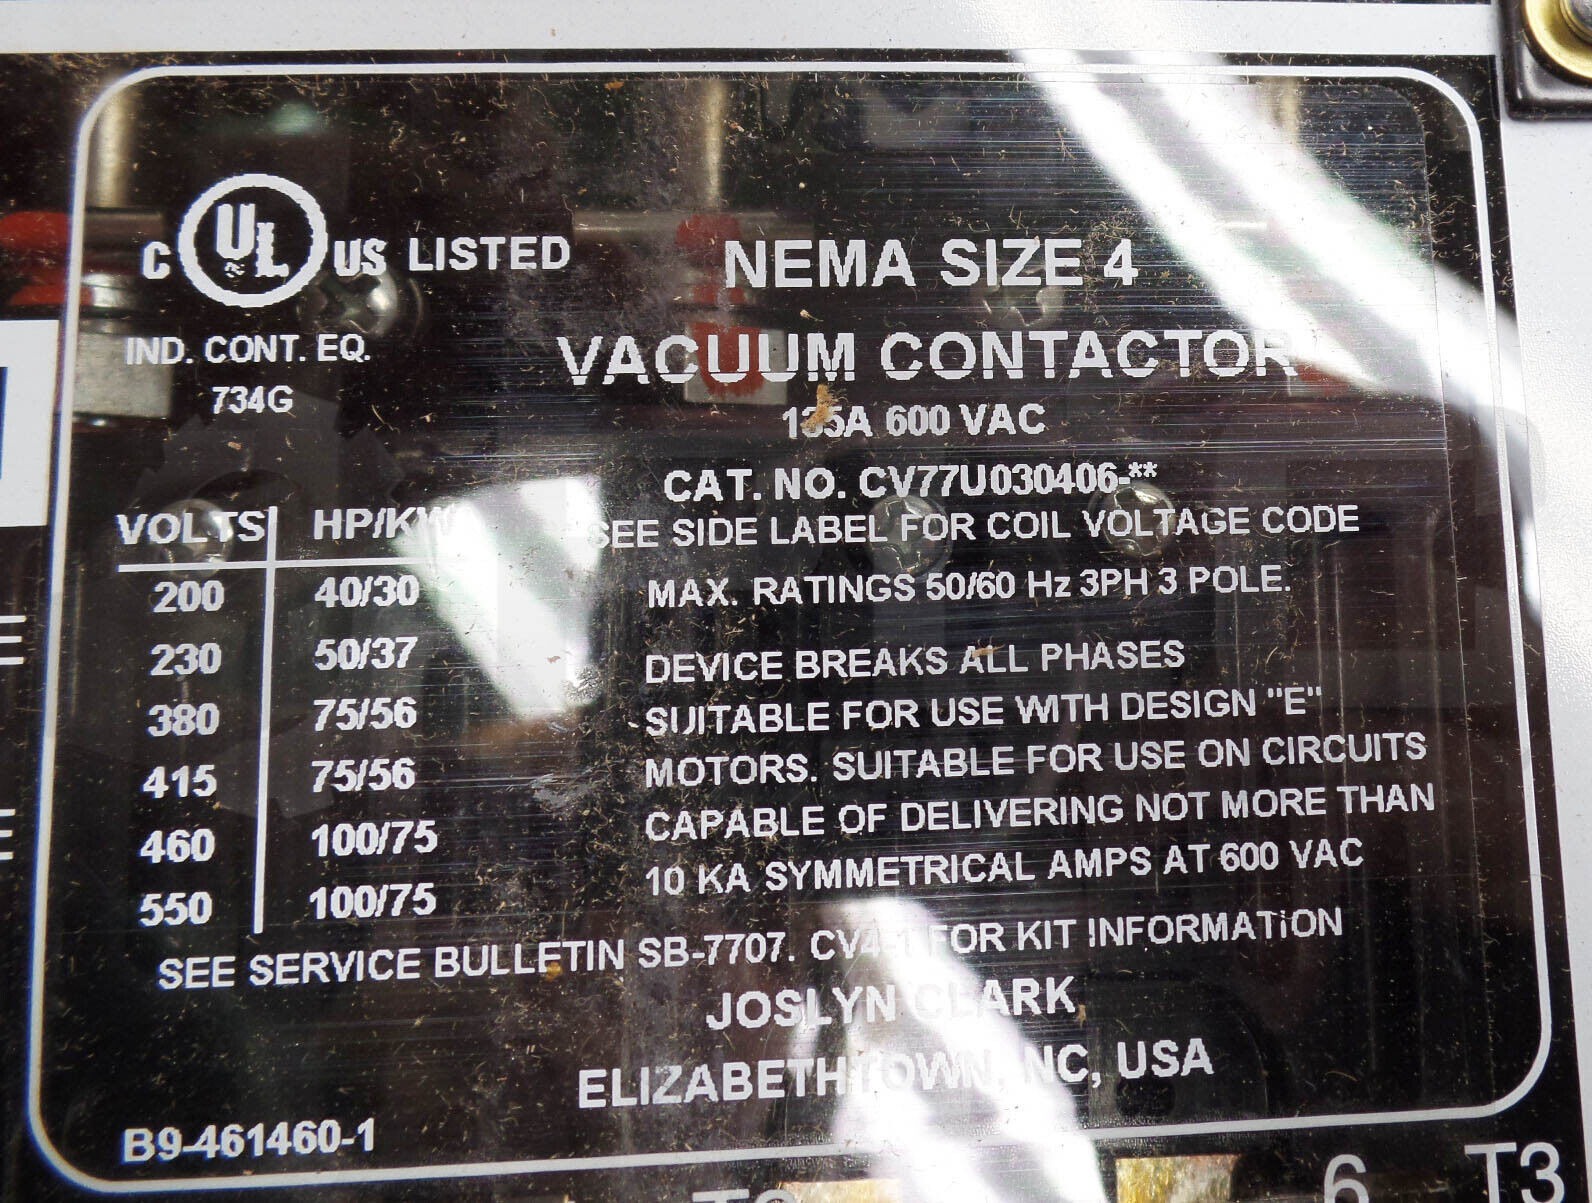 C UL US LISTED
IND. CONT. EQ.
734G
NEMA SIZE 4
VACUUM CONTACTOR
135A 600 VAC
CAT. NO. CV77U030406-**
SEE SIDE LABEL FOR COIL VOLTAGE CODE
VOLTS HP/KW
200 40/30
230 50/37
380 75/56
415 75/56
460 100/75
550 100/75
MAX. RATINGS 50/60 Hz 3PH 3 POLE.
DEVICE BREAKS ALL PHASES
SUITABLE FOR USE WITH DESIGN "E"
MOTORS. SUITABLE FOR USE ON CIRCUITS
CAPABLE OF DELIVERING NOT MORE THAN
10 KA SYMMETRICAL AMPS AT 600 VAC
SEE SERVICE BULLETIN SB-7707. CV4-1 FOR KIT INFORMATION
JOSLYN CLARK
ELIZABETHTOWN, NC, USA
B9-461460-1
6 T3